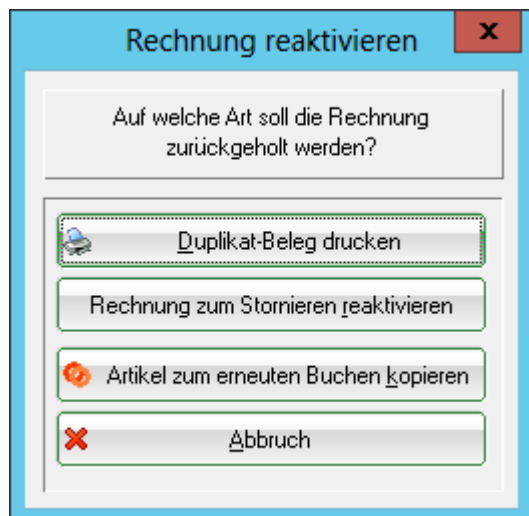 Rechnung reaktivieren
x
Auf welche Art soll die Rechnung
zurückgeholt werden?
Duplikat-Beleg drucken
Rechnung zum Stornieren reaktivieren
Artikel zum erneuten Buchen kopieren
Abbruch